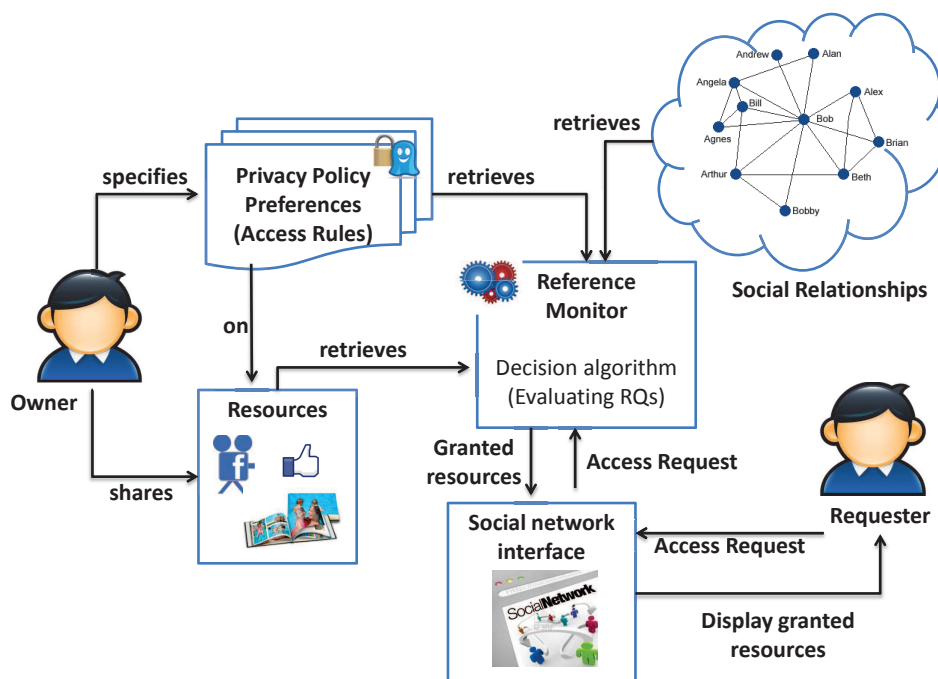 Andrew
Alan
Angela
Bill
Alex
Bob
Agnes
Brian
Arthur
Beth
Bobby
retrieves
Social Relationships
specifies
Privacy Policy
Preferences
(Access Rules)
retrieves
Reference
Monitor
Decision algorithm
(Evaluating RQs)
on
retrieves
Owner
shares
Resources
f
Granted
resources
Access Request
Social network
interface
SocialNetwork
Requester
Access Request
Display granted
resources